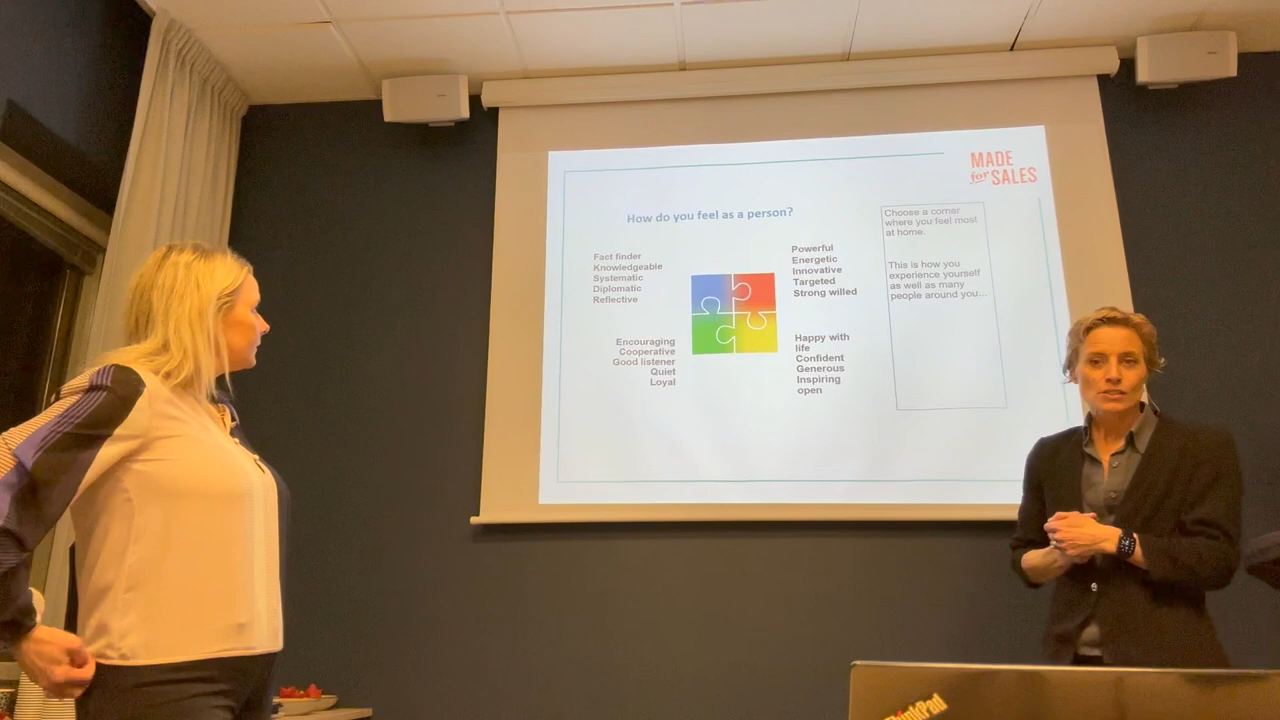 MADE
for SALES
How do you feel as a person?
Fact finder
Knowledgeable
Systematic
Diplomatic
Reflective
Powerful
Energetic
Innovative
Targeted
Strong willed
Encouraging
Cooperative
Good listener
Quiet
Loyal
Happy with
life
Confident
Generous
Inspiring
open
Choose a corner
where you feel most
at home.
This is how you
experience yourself
as well as many
people around you...
ThinkPad